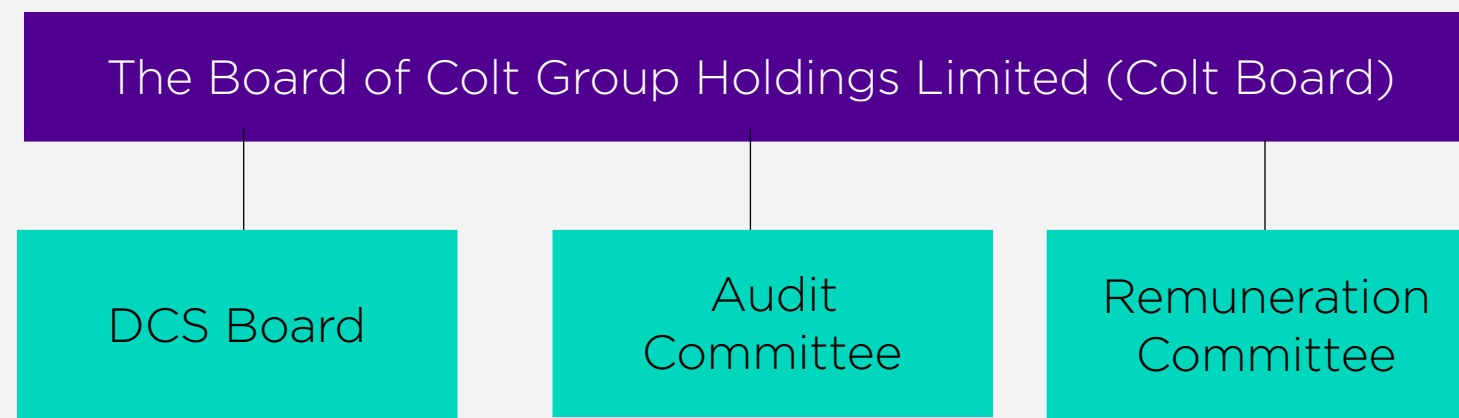 The Board of Colt Group Holdings Limited (Colt Board)
DCS Board
Audit
Committee
Remuneration
Committee